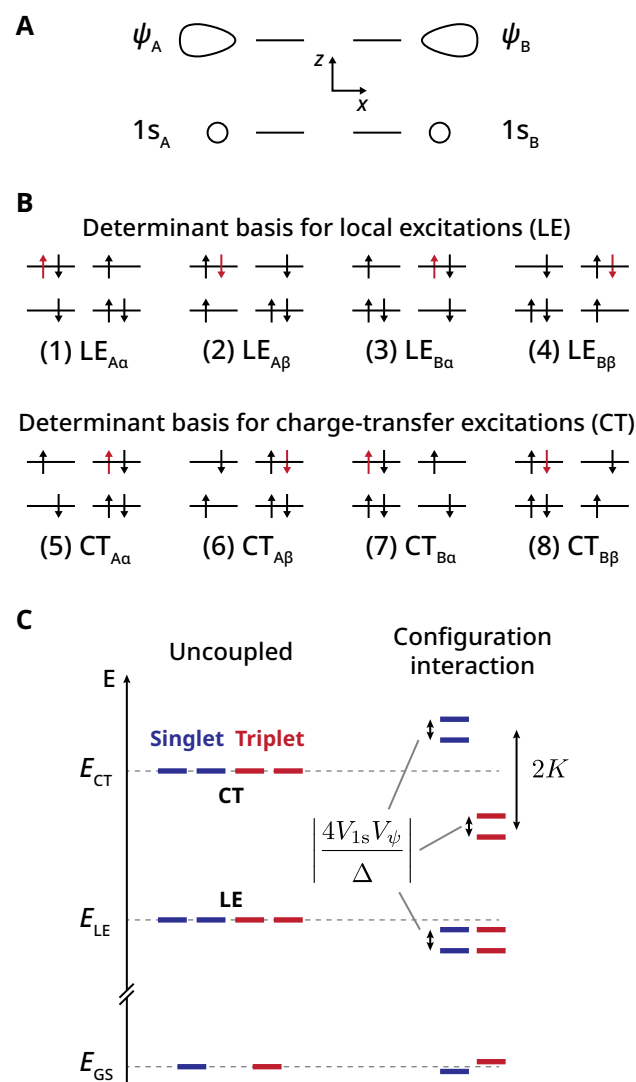 A
ψA ψB
z
x
1sA 1sB
B
Determinant basis for local excitations (LE)
(1) LEAα (2) LEAβ (3) LEBα (4) LEBβ
Determinant basis for charge-transfer excitations (CT)
(5) CTAα (6) CTAβ (7) CTBα (8) CTBβ
C
Uncoupled
Configuration
interaction
E
Singlet Triplet
ECT
CT
2K
|4V1sVψ/Δ|
LE
ELE
EGS